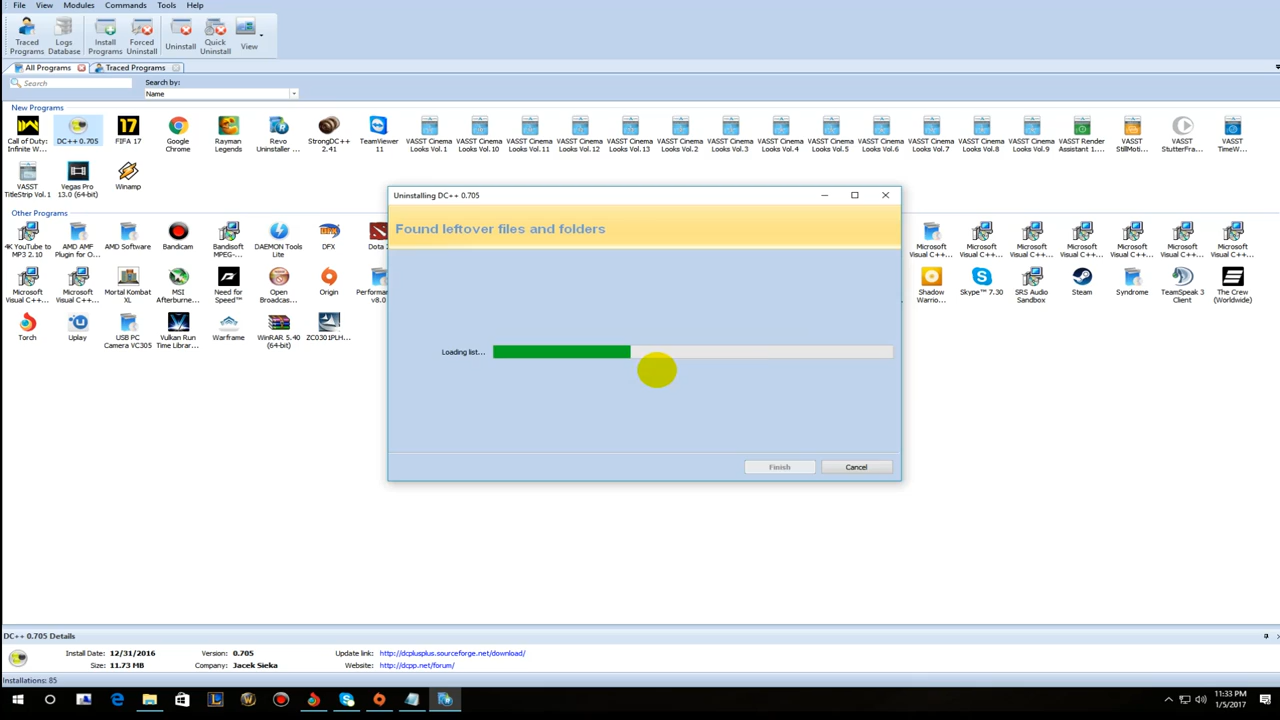 File View Modules Commands Tools Help
Traced Programs
Logs Database
Install Programs
Forced Uninstall
Uninstall
Quick Uninstall
View
All Programs Traced Programs
Search
Search by:
Name
New Programs
Call of Duty: Infinite W...
DC++ 0.705
FIFA 17
Google Chrome
Rayman Legends
Revo Uninstaller ...
StrongDC++ 2.41
TeamViewer 11
VASST Cinema Looks Vol.1
VASST Cinema Looks Vol.10
VASST Cinema Looks Vol.11
VASST Cinema Looks Vol.12
VASST Cinema Looks Vol.13
VASST Cinema Looks Vol.2
VASST Cinema Looks Vol.3
VASST Cinema Looks Vol.4
VASST Cinema Looks Vol.5
VASST Cinema Looks Vol.6
VASST Cinema Looks Vol.7
VASST Cinema Looks Vol.8
VASST Cinema Looks Vol.9
VASST Render Assistant 1....
VASST StillMoti...
VASST StutterFra...
VASST TimeW...
VASST TitleStrip Vol.1
Vegas Pro 13.0 (64-bit)
Winamp
Uninstalling DC++ 0.705
Found leftover files and folders
Loading list...
Finish
Cancel
Other Programs
4K YouTube to MP3 2.10
AMD AMF Plugin for O...
AMD Software
Bandicam
Bandisoft MPEG-...
DAEMON Tools Lite
DFX
Dota 2
Microsoft Visual C++...
Microsoft Visual C++...
Microsoft Visual C++...
Microsoft Visual C++...
Microsoft Visual C++...
Microsoft Visual C++...
Microsoft Visual C++...
Microsoft Visual C++...
Microsoft Visual C++...
Mortal Kombat XL
MSI Afterburne...
Need for Speed™
Open Broadcas...
Origin
Performan v8.0
Shadow Warrio...
Skype™ 7.30
SRS Audio Sandbox
Steam
Syndrome
TeamSpeak 3 Client
The Crew (Worldwide)
Torch
Uplay
USB PC Camera VC305
Vulkan Run Time Librar...
Warframe
WinRAR 5.40 (64-bit)
ZC0301PLH...
DC++ 0.705 Details
Install Date: 12/31/2016 Version: 0.705 Update link: http://dcplusplus.sourceforge.net/download/
Size: 11.73 MB Company: Jacek Sieka Website: http://dcpp.net/forum/
Installations: 85
11:33 PM
1/5/2017